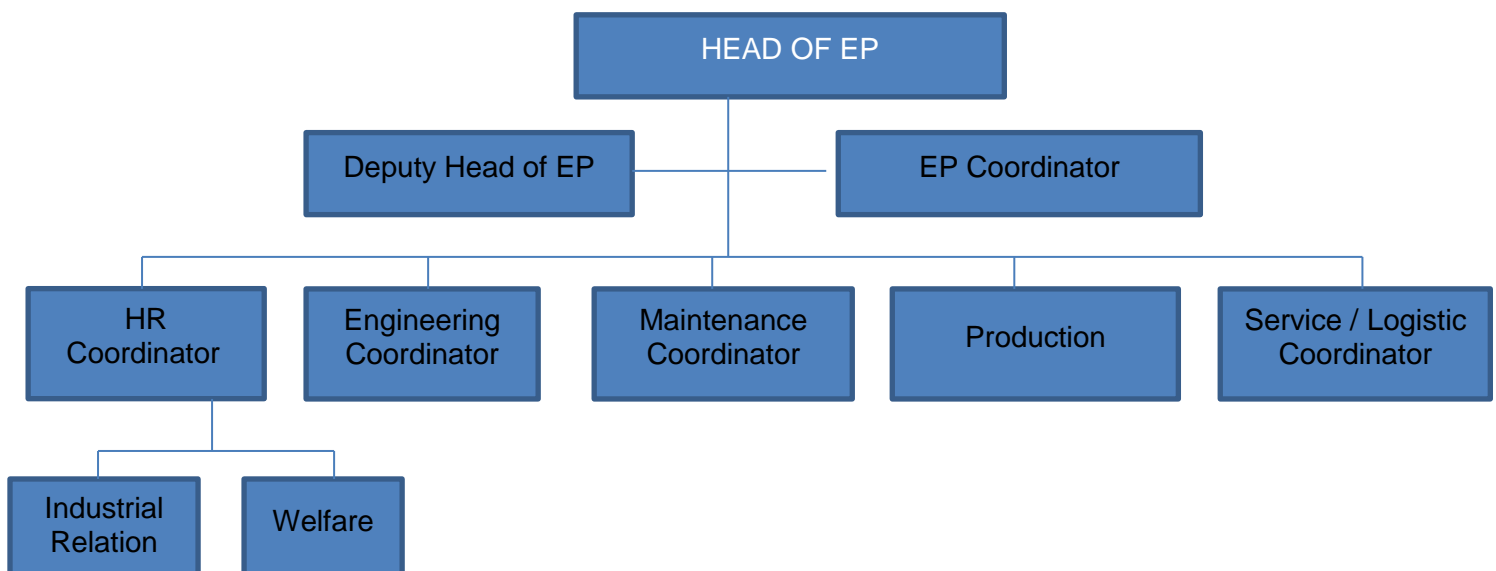 HEAD OF EP
Deputy Head of EP
EP Coordinator
HR
Coordinator
Engineering
Coordinator
Maintenance
Coordinator
Production
Service / Logistic
Coordinator
Industrial
Relation
Welfare